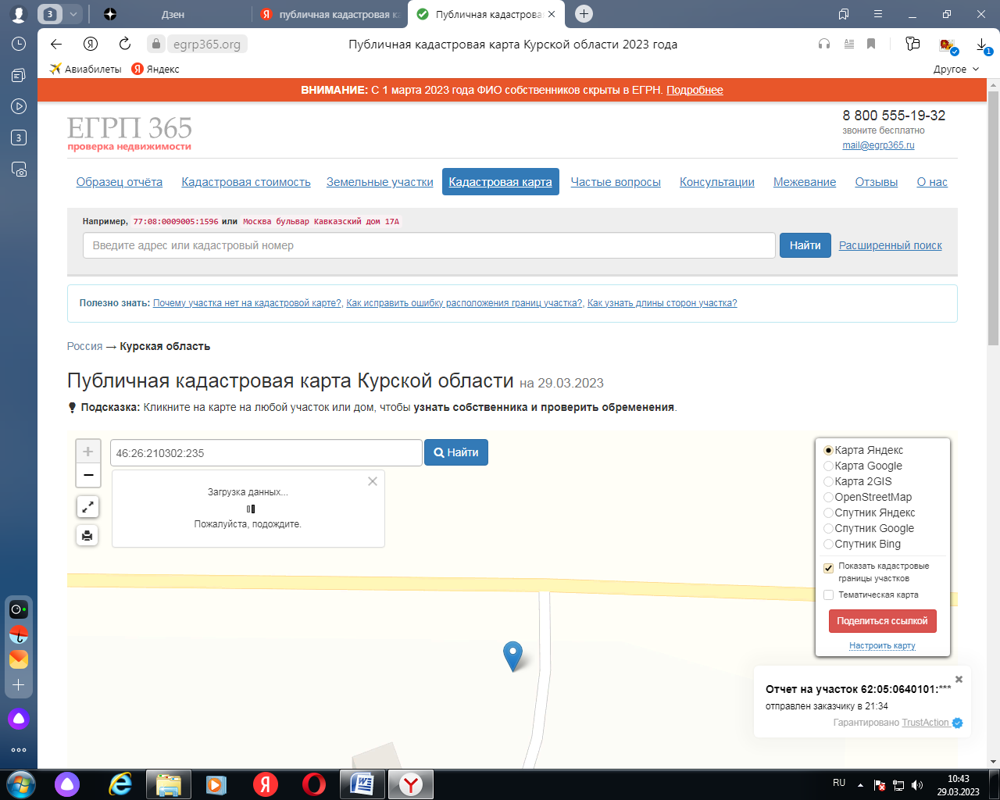 3
Дзен
публичная кадастровая ка
Публичная кадастрова
egrp365.org
Публичная кадастровая карта Курской области 2023 года
1
Авиабилеты
Яндекс
Другое
3
ВНИМАНИЕ: С 1 марта 2023 года ФИО собственников скрыты в ЕГРН. Подробнее
ЕГРП 365
проверка недвижимости
8 800 555-19-32
звоните бесплатно
mail@egrp365.ru
Образец отчёта
Кадастровая стоимость
Земельные участки
Кадастровая карта
Частые вопросы
Консультации
Межевание
Отзывы
О нас
Например, 77:08:0009005:1596 или Москва бульвар Кавказский дом 17А
Введите адрес или кадастровый номер
Найти
Расширенный поиск
Полезно знать: Почему участка нет на кадастровой карте?, Как исправить ошибку расположения границ участка?, Как узнать длины сторон участка?
Россия → Курская область
Публичная кадастровая карта Курской области на 29.03.2023
Подсказка: Кликните на карте на любой участок или дом, чтобы узнать собственника и проверить обременения.
46:26:210302:235
Найти
Загрузка данных...
Пожалуйста, подождите.
Карта Яндекс
Карта Google
Карта 2GIS
OpenStreetMap
Спутник Яндекс
Спутник Google
Спутник Bing
Показать кадастровые
границы участков
Тематическая карта
Поделиться ссылкой
Настроить карту
Отчет на участок 62:05:0640101:***
отправлен заказчику в 21:34
Гарантировано TrustAction
RU
10:43
29.03.2023